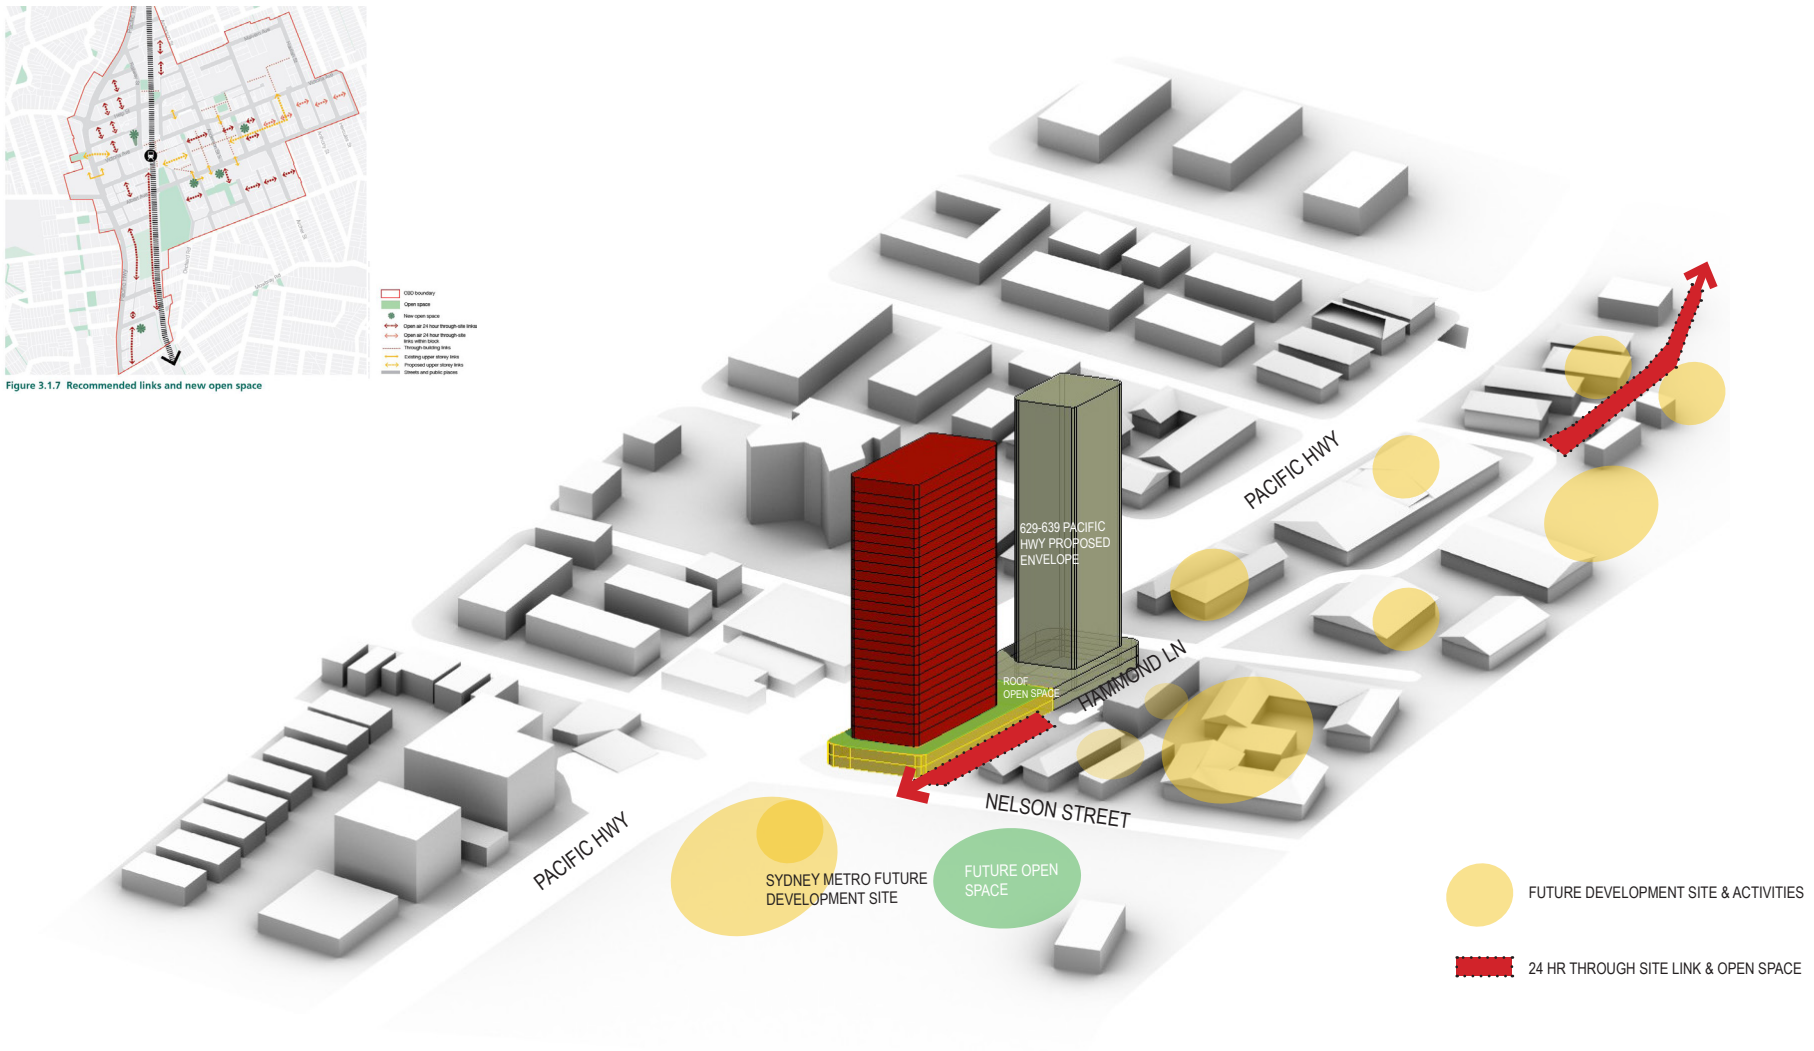 CBD boundary
Open space
New open space
Open air 24 hour through-site links
Open air 24 hour through-site
links within block
Through building links
Existing upper storey links
Proposed upper storey links
Streets and public places
Figure 3.1.7 Recommended links and new open space
PACIFIC HWY
629-639 PACIFIC
HWY PROPOSED
ENVELOPE
HAMMOND LN
ROOF
OPEN SPACE
NELSON STREET
PACIFIC HWY
SYDNEY METRO FUTURE
DEVELOPMENT SITE
FUTURE OPEN
SPACE
FUTURE DEVELOPMENT SITE & ACTIVITIES
24 HR THROUGH SITE LINK & OPEN SPACE